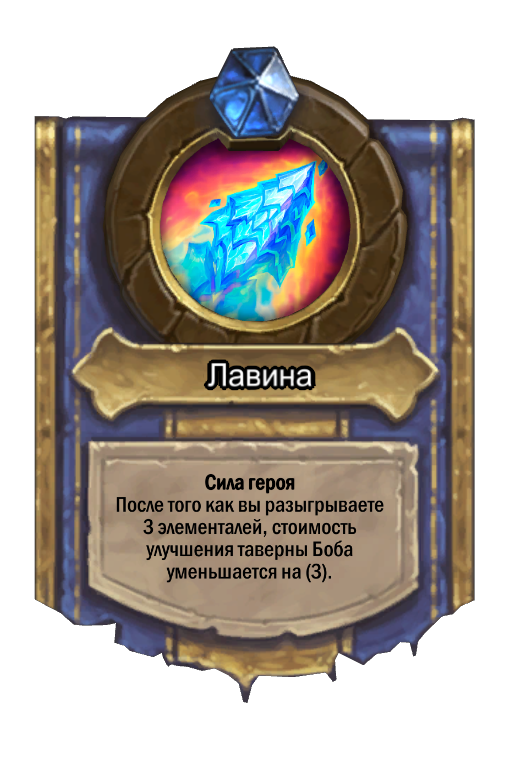 Лавина
Сила героя
После того как вы разыгрываете
3 элементалей, стоимость
улучшения таверны Боба
уменьшается на (3).